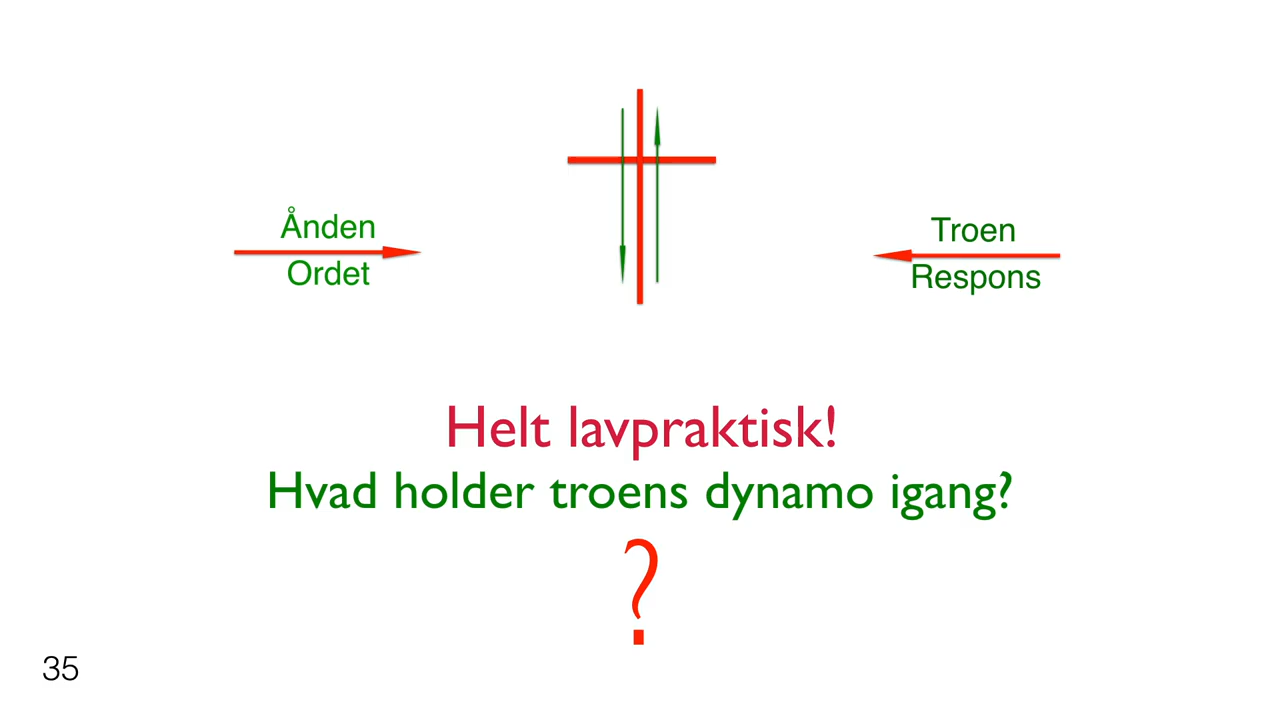 Ånden
Ordet
Troen
Respons
Helt lavpraktisk!
Hvad holder troens dynamo igang?
?
35